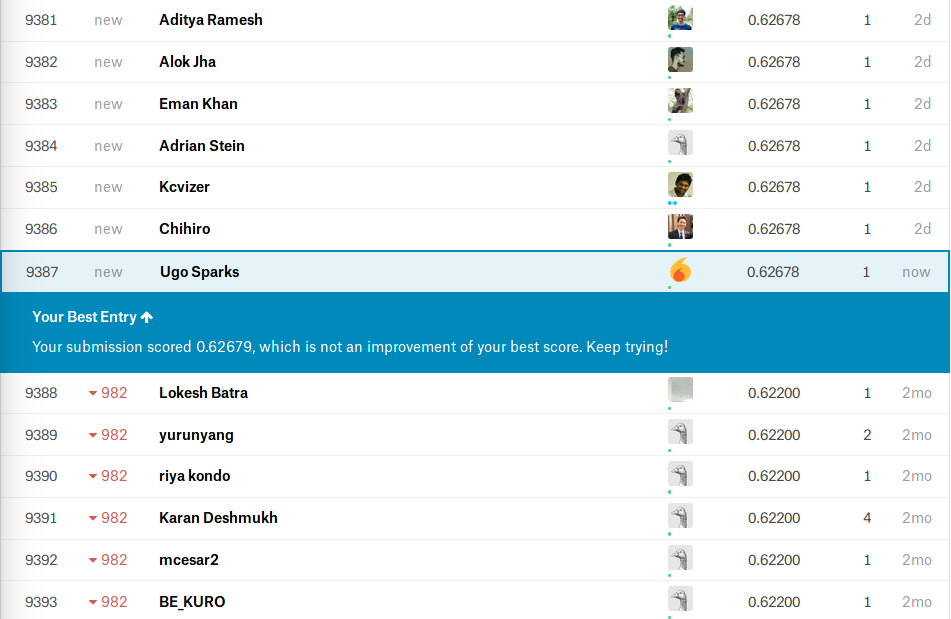 9381 new Aditya Ramesh 0.62678 1 2d
9382 new Alok Jha 0.62678 1 2d
9383 new Eman Khan 0.62678 1 2d
9384 new Adrian Stein 0.62678 1 2d
9385 new Kcvizer 0.62678 1 2d
9386 new Chihiro 0.62678 1 2d
9387 new Ugo Sparks 0.62678 1 now
Your Best Entry ↑
Your submission scored 0.62679, which is not an improvement of your best score. Keep trying!
9388 982 Lokesh Batra 0.62200 1 2mo
9389 982 yurunyang 0.62200 2 2mo
9390 982 riya kondo 0.62200 1 2mo
9391 982 Karan Deshmukh 0.62200 4 2mo
9392 982 mcesar2 0.62200 1 2mo
9393 982 BE_KURO 0.62200 1 2mo